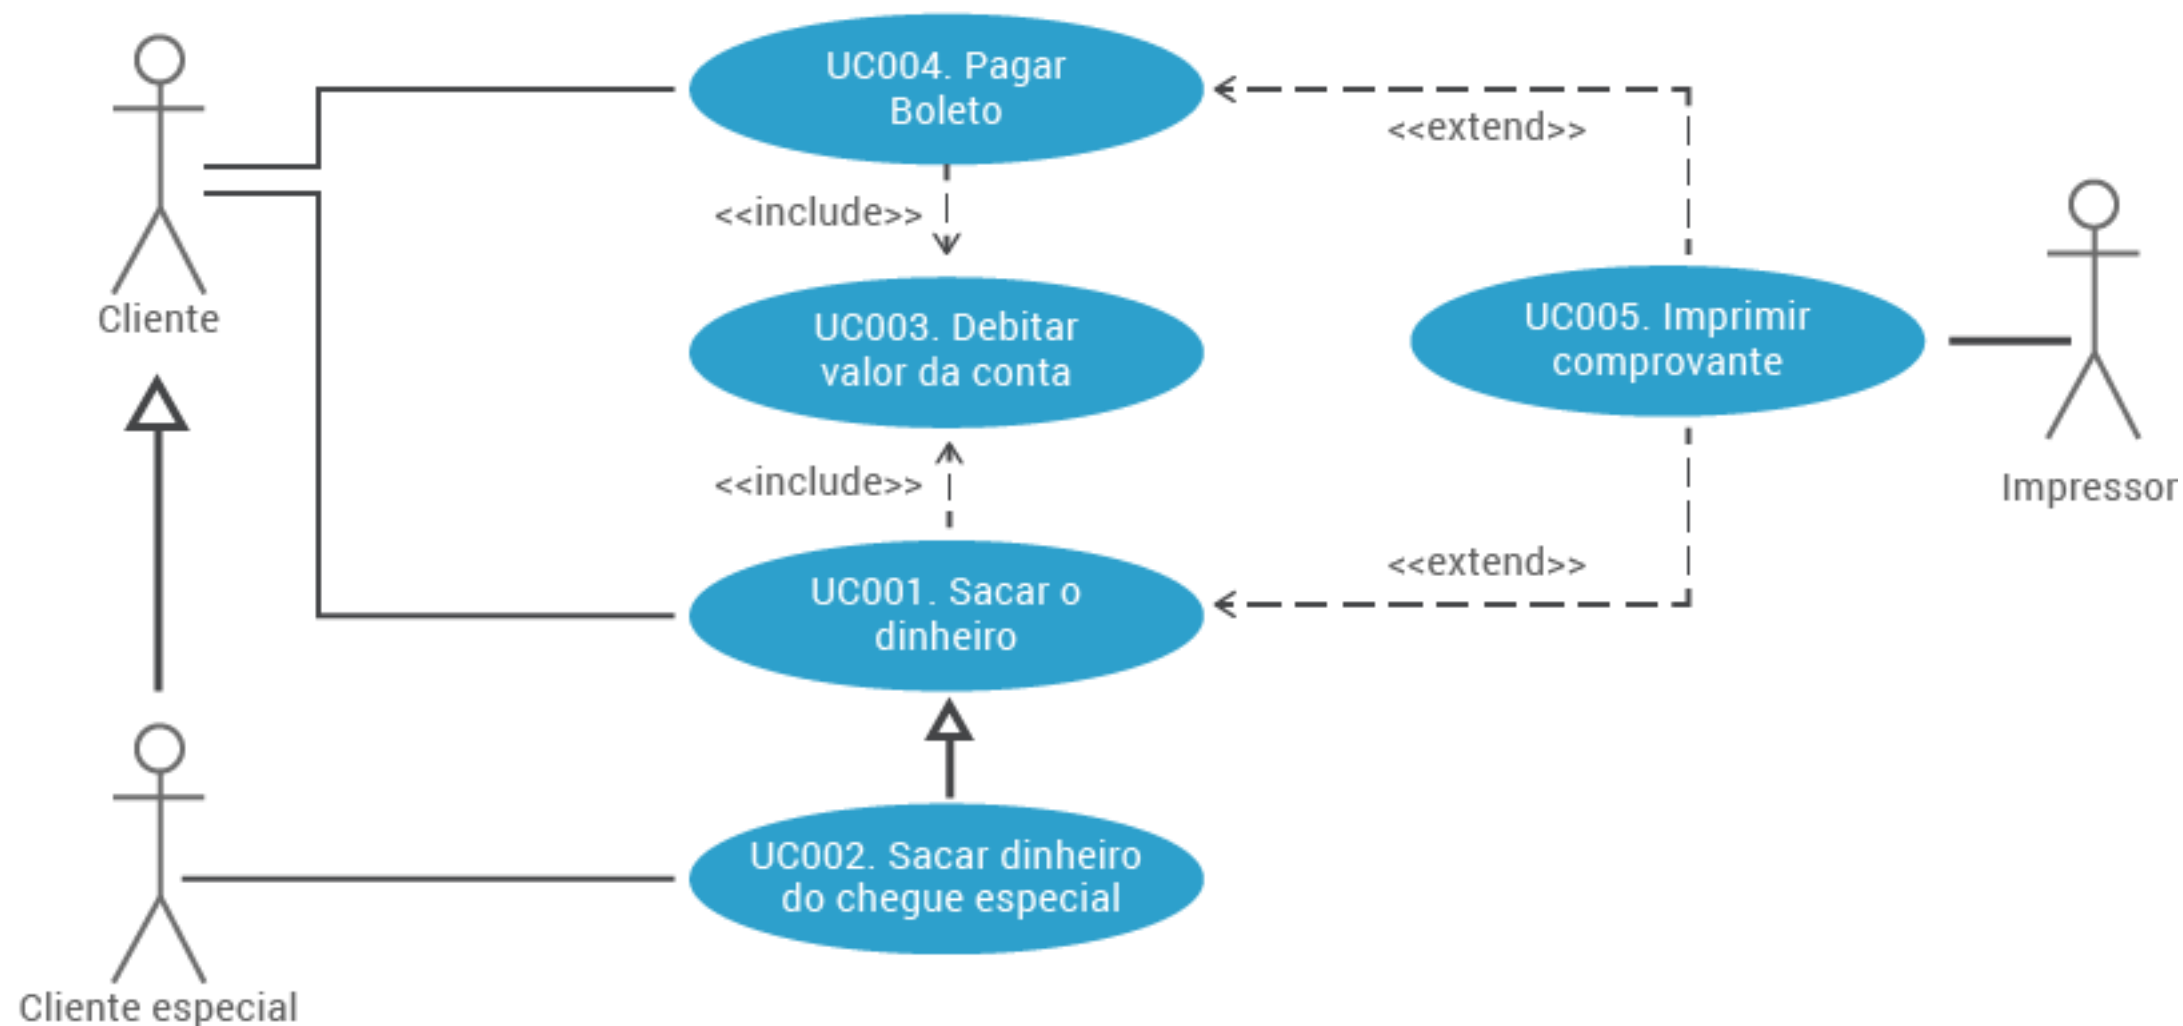 UC004. Pagar
Boleto
<<extend>>
<<include>>
Cliente
UC003. Debitar
valor da conta
UC005. Imprimir
comprovante
<<include>>
Impressor
<<extend>>
UC001. Sacar o
dinheiro
UC002. Sacar dinheiro
do chegue especial
Cliente especial